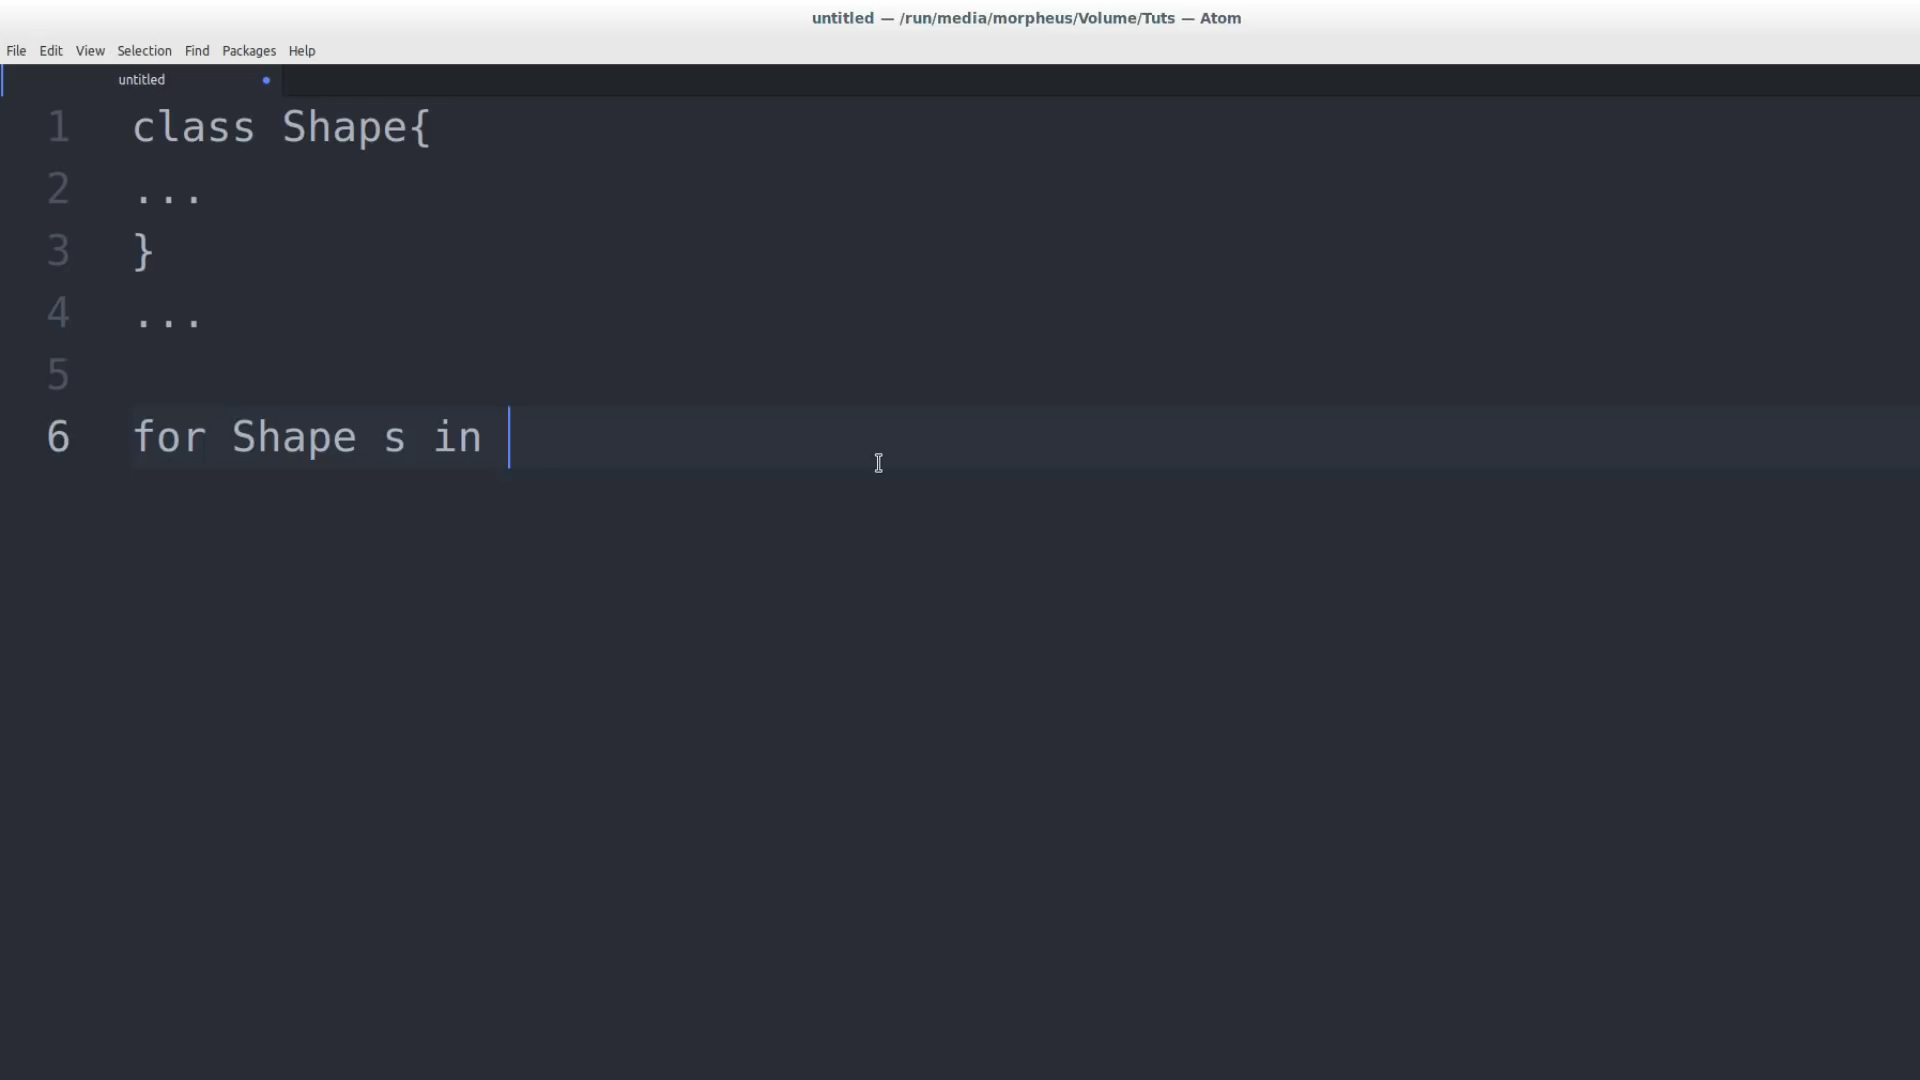 untitled — /run/media/morpheus/Volume/Tuts — Atom
File Edit View Selection Find Packages Help
untitled
1 class Shape{
2 ...
3 }
4 ...
5
6 for Shape s in